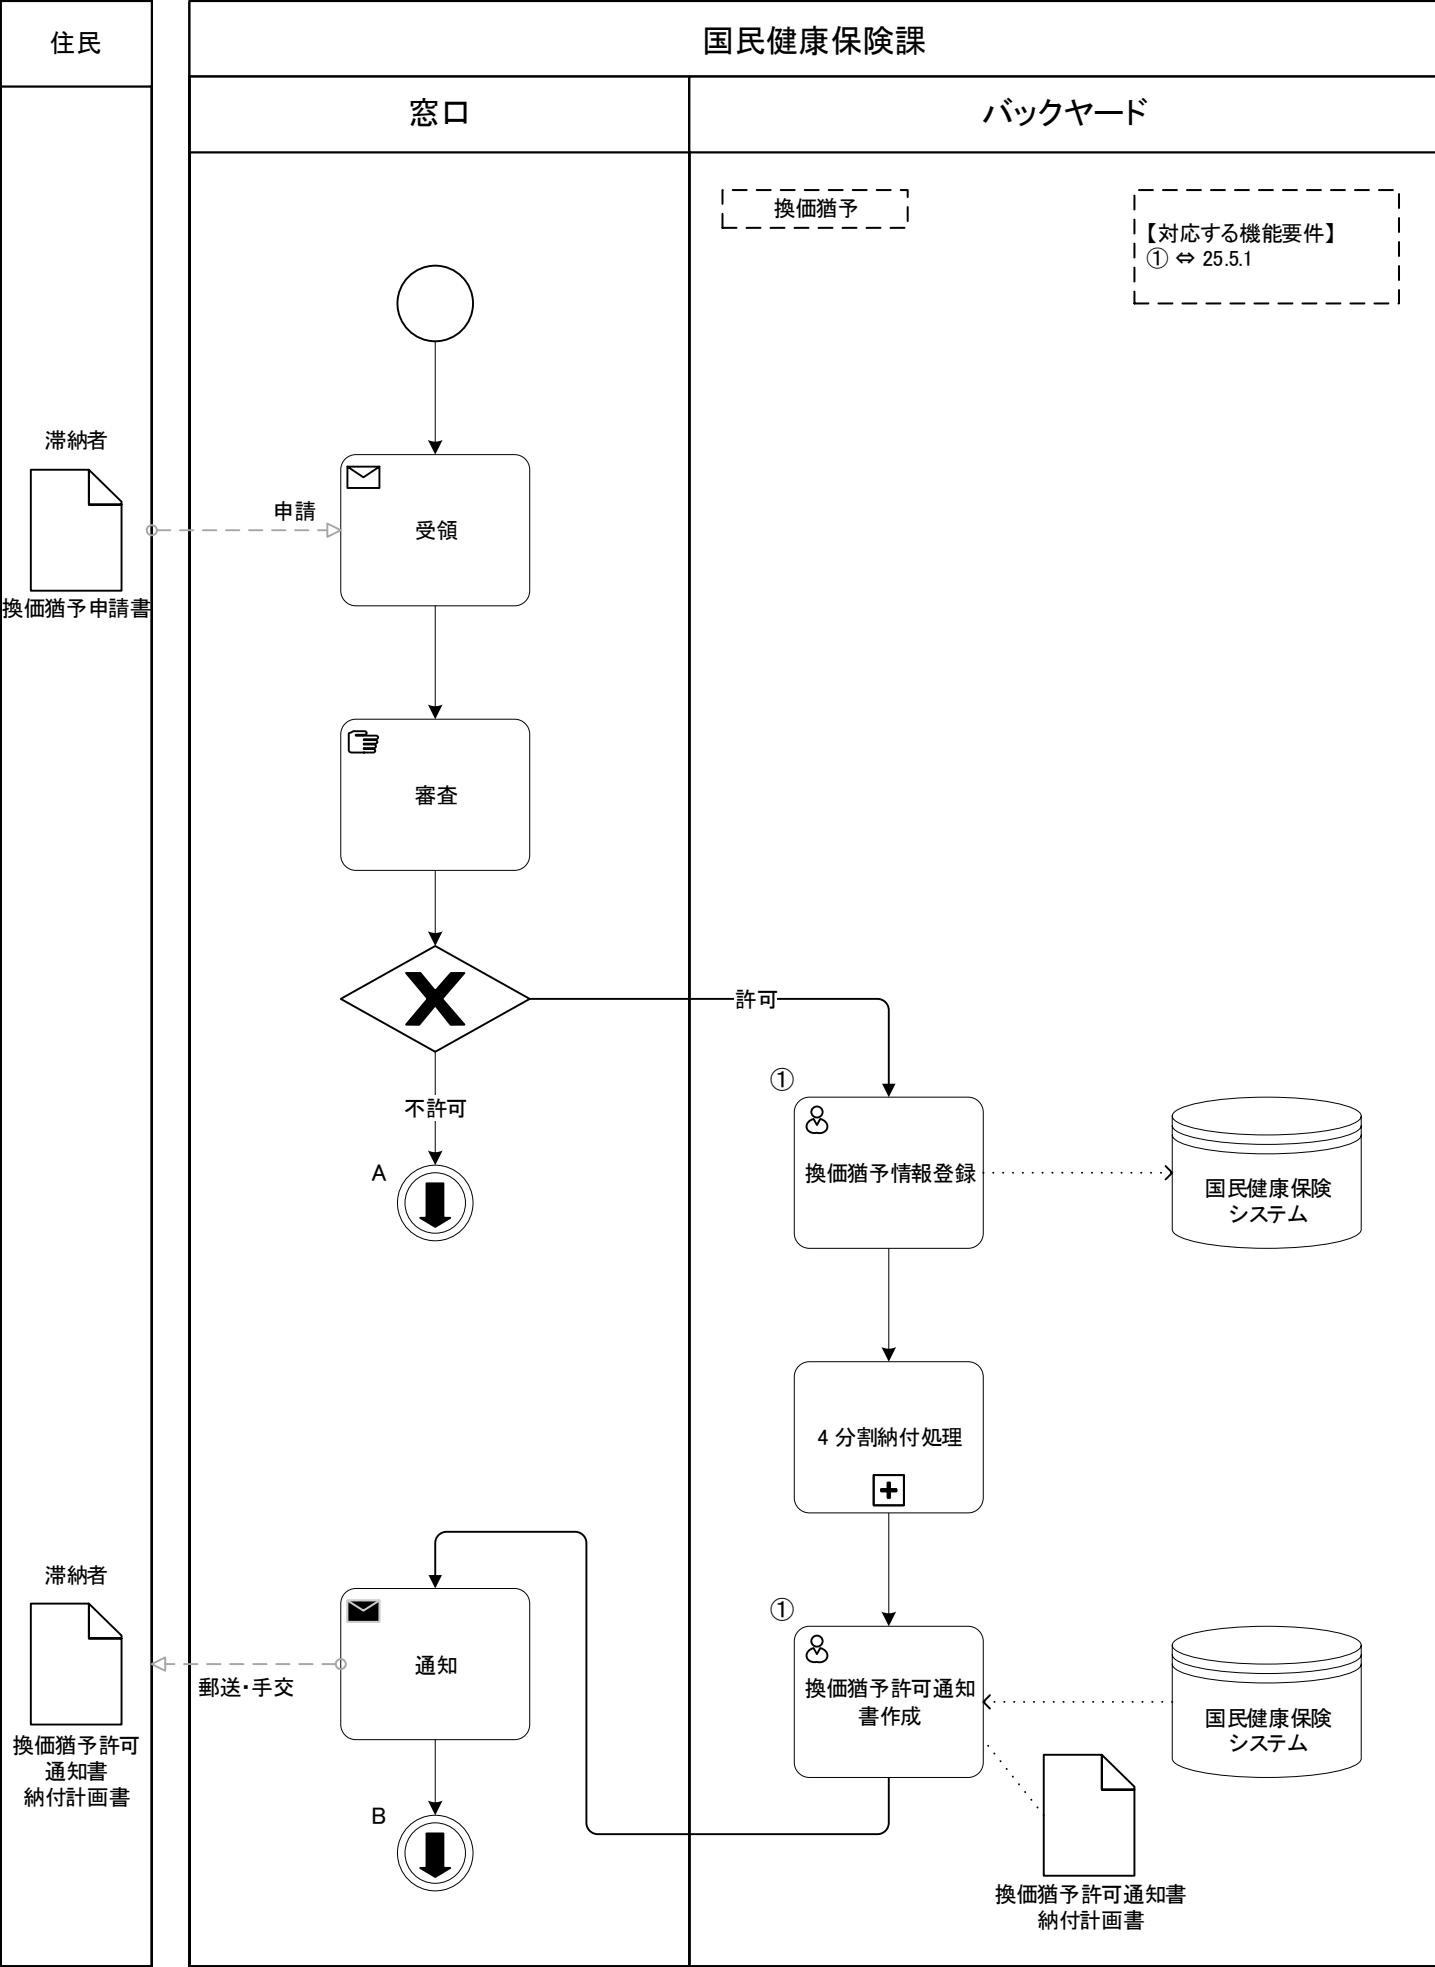 住民
国民健康保険課
窓口
バックヤード
換価猶予
【対応する機能要件】
① ⇔ 25.5.1
滞納者
申請
受領
換価猶予申請書
審査
許可
不許可
①
A
換価猶予情報登録
国民健康保険
システム
4 分割納付処理
滞納者
①
通知
郵送・手交
換価猶予許可通知
書作成
国民健康保険
システム
換価猶予許可
通知書
納付計画書
B
換価猶予許可通知書
納付計画書